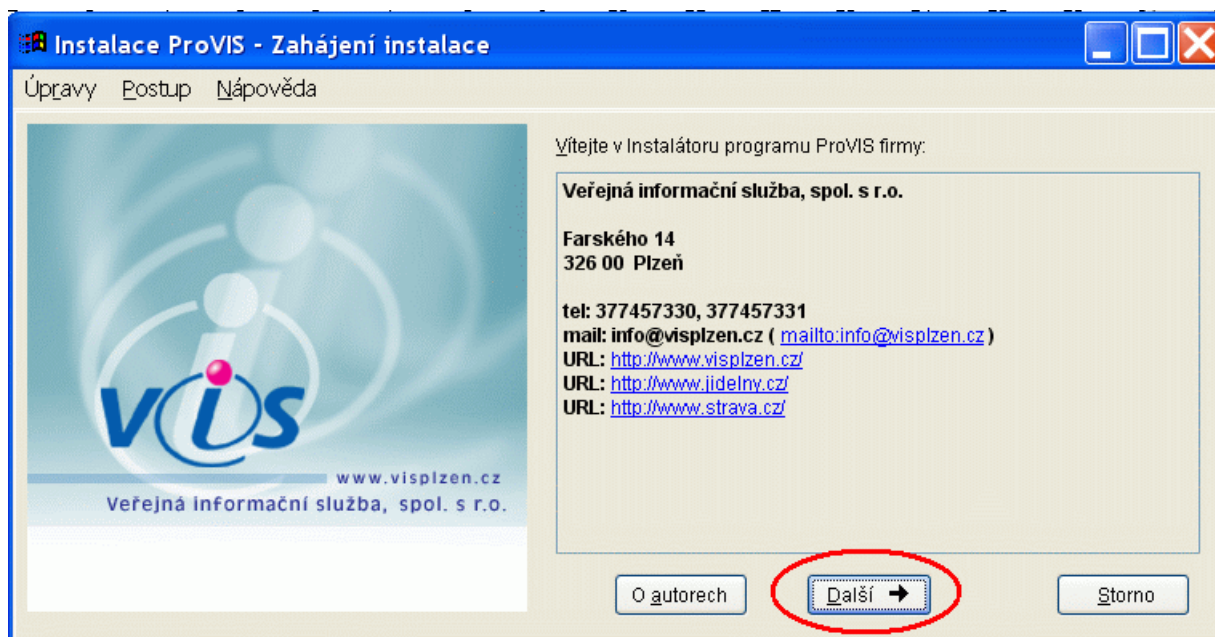 Instalace ProVIS - Zahájení instalace
Úpravy Postup Nápověda
vis
www.visplzen.cz
Veřejná informační služba, spol. s r.o.
Vítejte v Instalátoru programu ProVIS firmy:
Veřejná informační služba, spol. s r.o.
Farského 14
326 00 Plzeň
tel: 377457330, 377457331
mail: info@visplzen.cz ( mailto:info@visplzen.cz )
URL: http://www.visplzen.cz/
URL: http://www.jidelny.cz/
URL: http://www.strava.cz/
O autorech
Další ➔
Storno